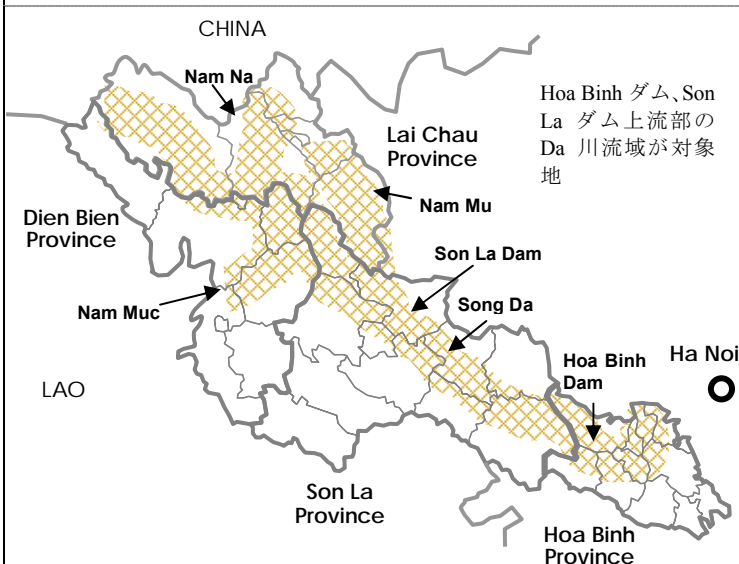 CHINA
Nam Na
Hoa Binh ダム、Son
La ダム上流部の
Da 川流域が対象
地
Lai Chau
Province
Nam Mu
Dien Bien
Province
Son La Dam
Song Da
Nam Muc
Hoa Binh
Dam
Ha Noi
LAO
Son La
Province
Hoa Binh
Province